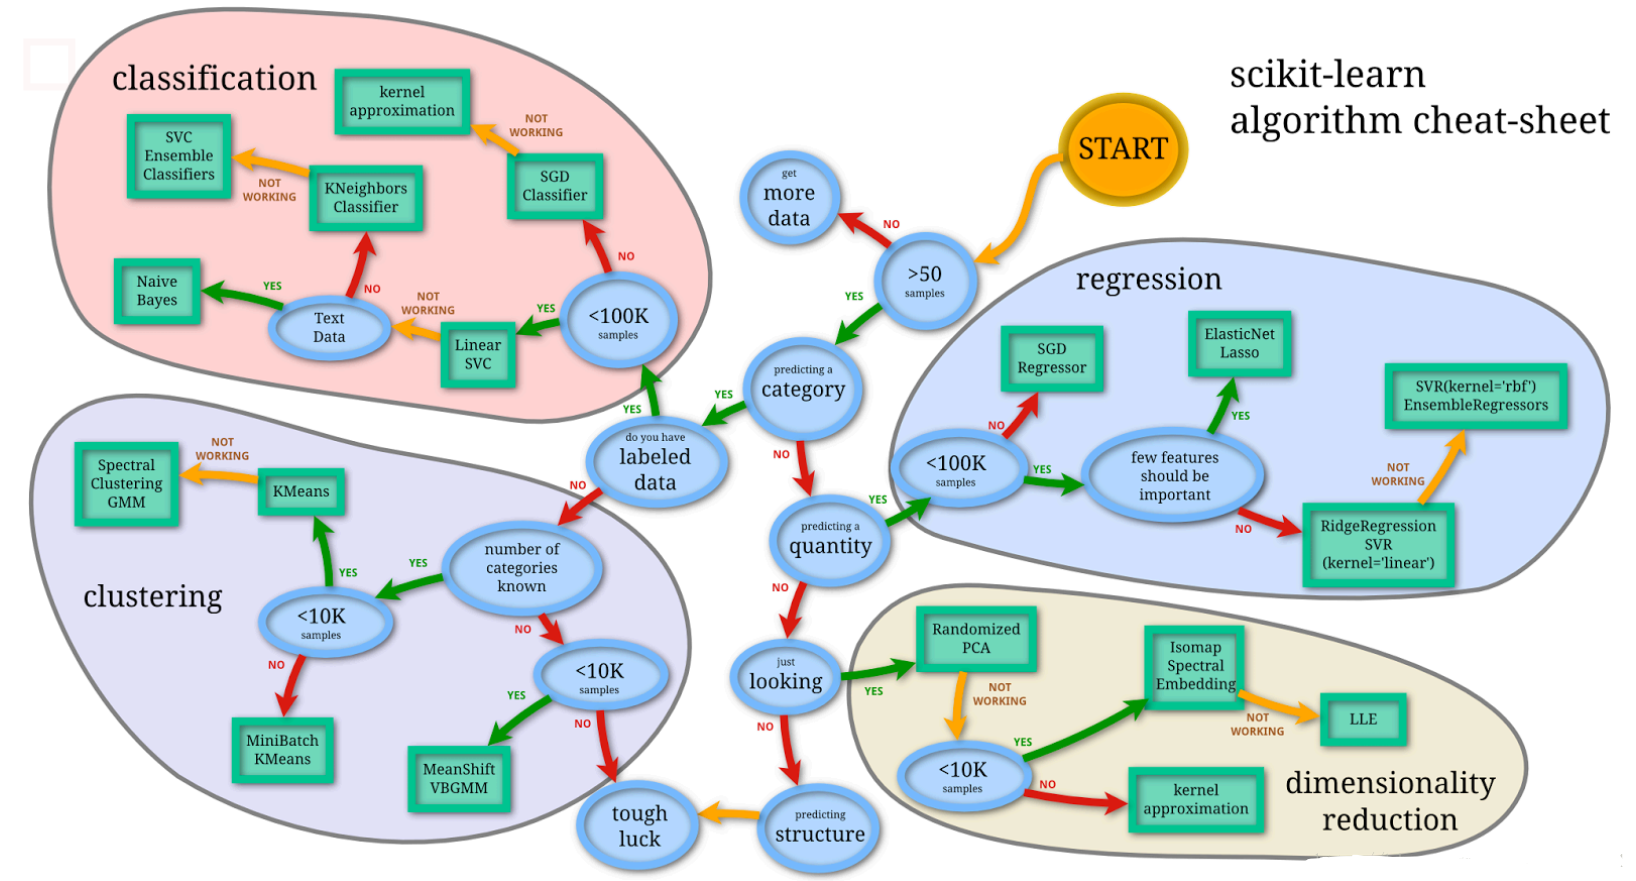 scikit-learn
algorithm cheat-sheet
START
classification
kernel
approximation
NOT
WORKING
SVC
Ensemble
Classifiers
NOT
WORKING
KNeighbors
Classifier
SGD
Classifier
NO
Naive
Bayes
YES
NO
Text
Data
NOT
WORKING
Linear
SVC
YES
<100K
samples
YES
get
more
data
NO
>50
samples
YES
predicting a
category
YES
do you have
labeled
data
NO
NO
predicting a
quantity
YES
NO
just
looking
YES
NO
predicting
structure
tough
luck
regression
SGD
Regressor
NO
ElasticNet
Lasso
YES
SVR(kernel='rbf')
EnsembleRegressors
NOT
WORKING
<100K
samples
YES
few features
should be
important
NO
RidgeRegression
SVR
(kernel='linear')
clustering
Spectral
Clustering
GMM
NOT
WORKING
KMeans
YES
number of
categories
known
YES
NO
<10K
samples
NO
<10K
samples
YES
NO
MiniBatch
KMeans
MeanShift
VBGMM
Randomized
PCA
NOT
WORKING
Isomap
Spectral
Embedding
NOT
WORKING
LLE
YES
<10K
samples
NO
kernel
approximation
dimensionality
reduction